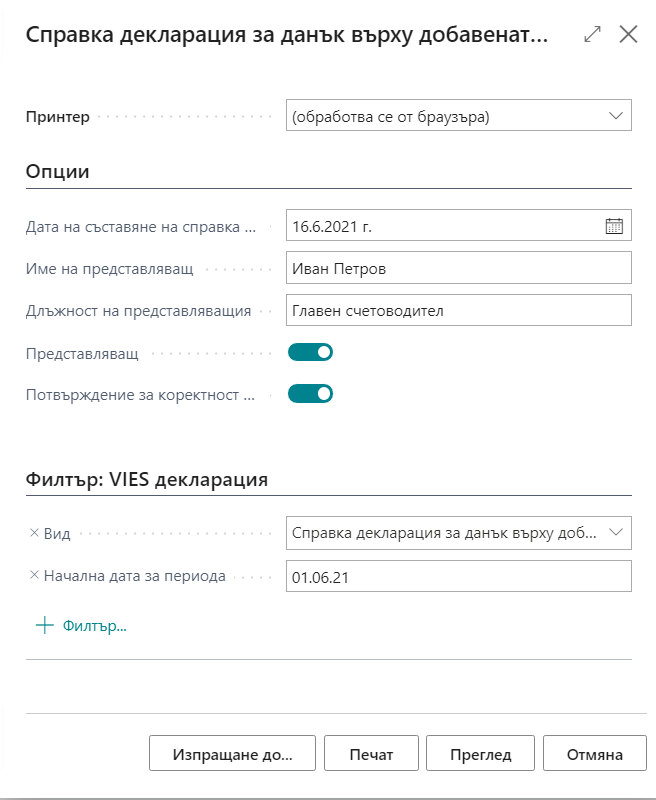 Справка декларация за данък върху добавенат...
Принтер
(обработва се от браузъра)
Опции
Дата на съставяне на справка ...
16.6.2021 г.
Име на представляващ
Иван Петров
Длъжност на представляващия
Главен счетоводител
Представляващ
Потвърждение за коректност ...
Филтър: VIES декларация
Вид
Справка декларация за данък върху доб...
Начална дата за периода
01.06.21
Филтър...
Изпращане до...
Печат
Преглед
Отмяна